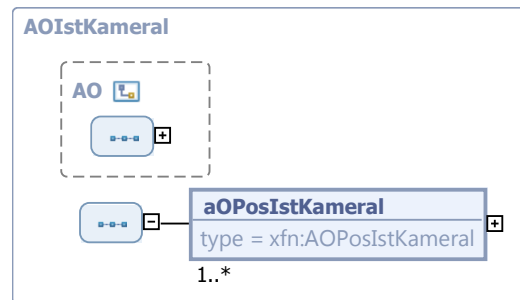 AOIstKameral
AO
aOPosIstKameral
type = xfn:AOPosIstKameral
1..*